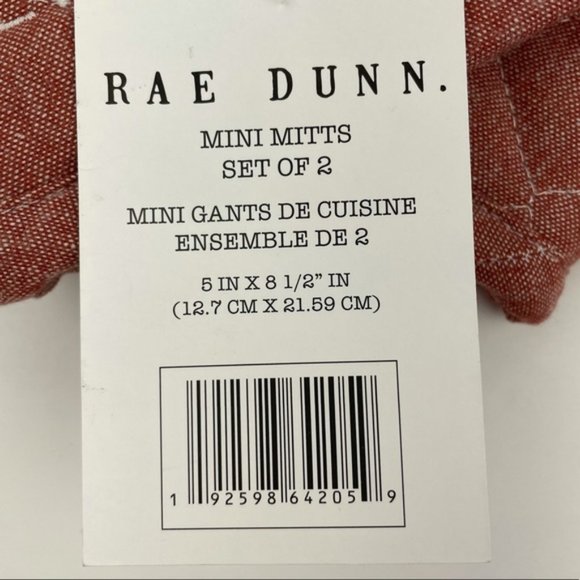 RAE DUNN.
MINI MITTS
SET OF 2
MINI GANTS DE CUISINE
ENSEMBLE DE 2
5 IN X 8 1/2" IN
(12.7 CM X 21.59 CM)
1 92598 64205 9